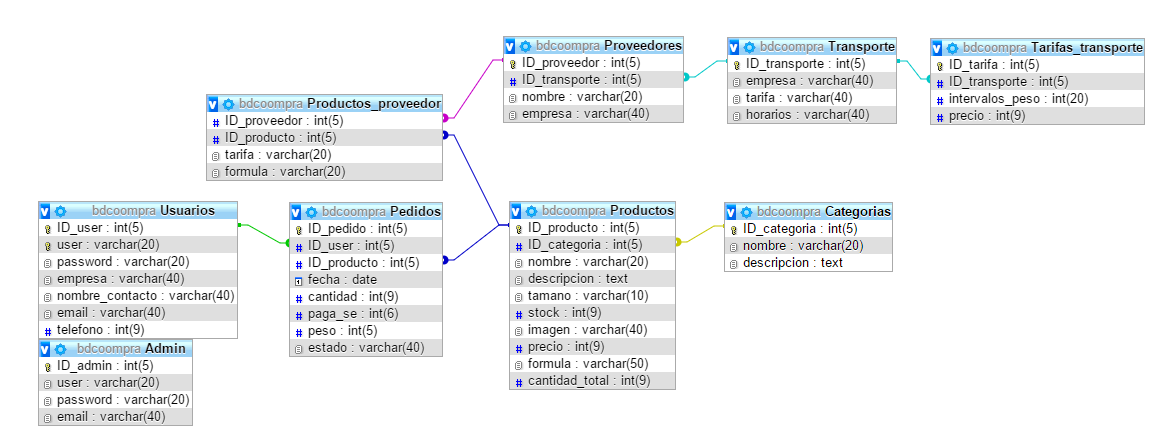 bdcoompra Proveedores
ID_proveedor : int(5)
ID_transporte : int(5)
nombre : varchar(20)
empresa : varchar(40)
bdcoompra Transporte
ID_transporte : int(5)
empresa : varchar(40)
tarifa : varchar(40)
horarios : varchar(40)
bdcoompra Tarifas_transporte
ID_tarifa : int(5)
ID_transporte : int(5)
intervalos_peso : int(20)
precio : int(9)
bdcoompra Productos_proveedor
ID_proveedor : int(5)
ID_producto : int(5)
tarifa : varchar(20)
formula : varchar(20)
bdcoompra Usuarios
ID_user : int(5)
user : varchar(20)
password : varchar(20)
empresa : varchar(40)
nombre_contacto : varchar(40)
email : varchar(40)
telefono : int(9)
bdcoompra Pedidos
ID_pedido : int(5)
ID_user : int(5)
ID_producto : int(5)
fecha : date
cantidad : int(9)
paga_se : int(6)
peso : int(5)
estado : varchar(40)
bdcoompra Productos
ID_producto : int(5)
ID_categoria : int(5)
nombre : varchar(20)
descripcion : text
tamano : varchar(10)
stock : int(9)
imagen : varchar(40)
precio : int(9)
formula : varchar(50)
cantidad_total : int(9)
bdcoompra Categorias
ID_categoria : int(5)
nombre : varchar(20)
descripcion : text
bdcoompra Admin
ID_admin : int(5)
user : varchar(20)
password : varchar(20)
email : varchar(40)